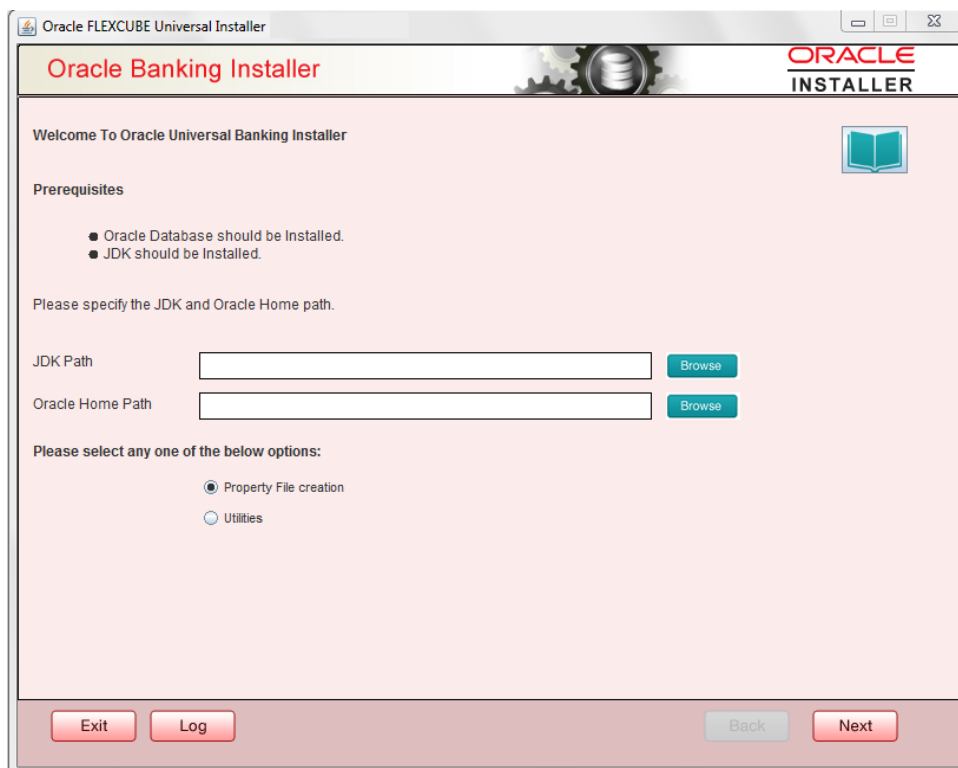 Oracle FLEXCUBE Universal Installer
Oracle Banking Installer
ORACLE
INSTALLER
Welcome To Oracle Universal Banking Installer
Prerequisites
Oracle Database should be Installed.
JDK should be Installed.
Please specify the JDK and Oracle Home path.
JDK Path
Browse
Oracle Home Path
Browse
Please select any one of the below options:
Property File creation
Utilities
Exit
Log
Back
Next